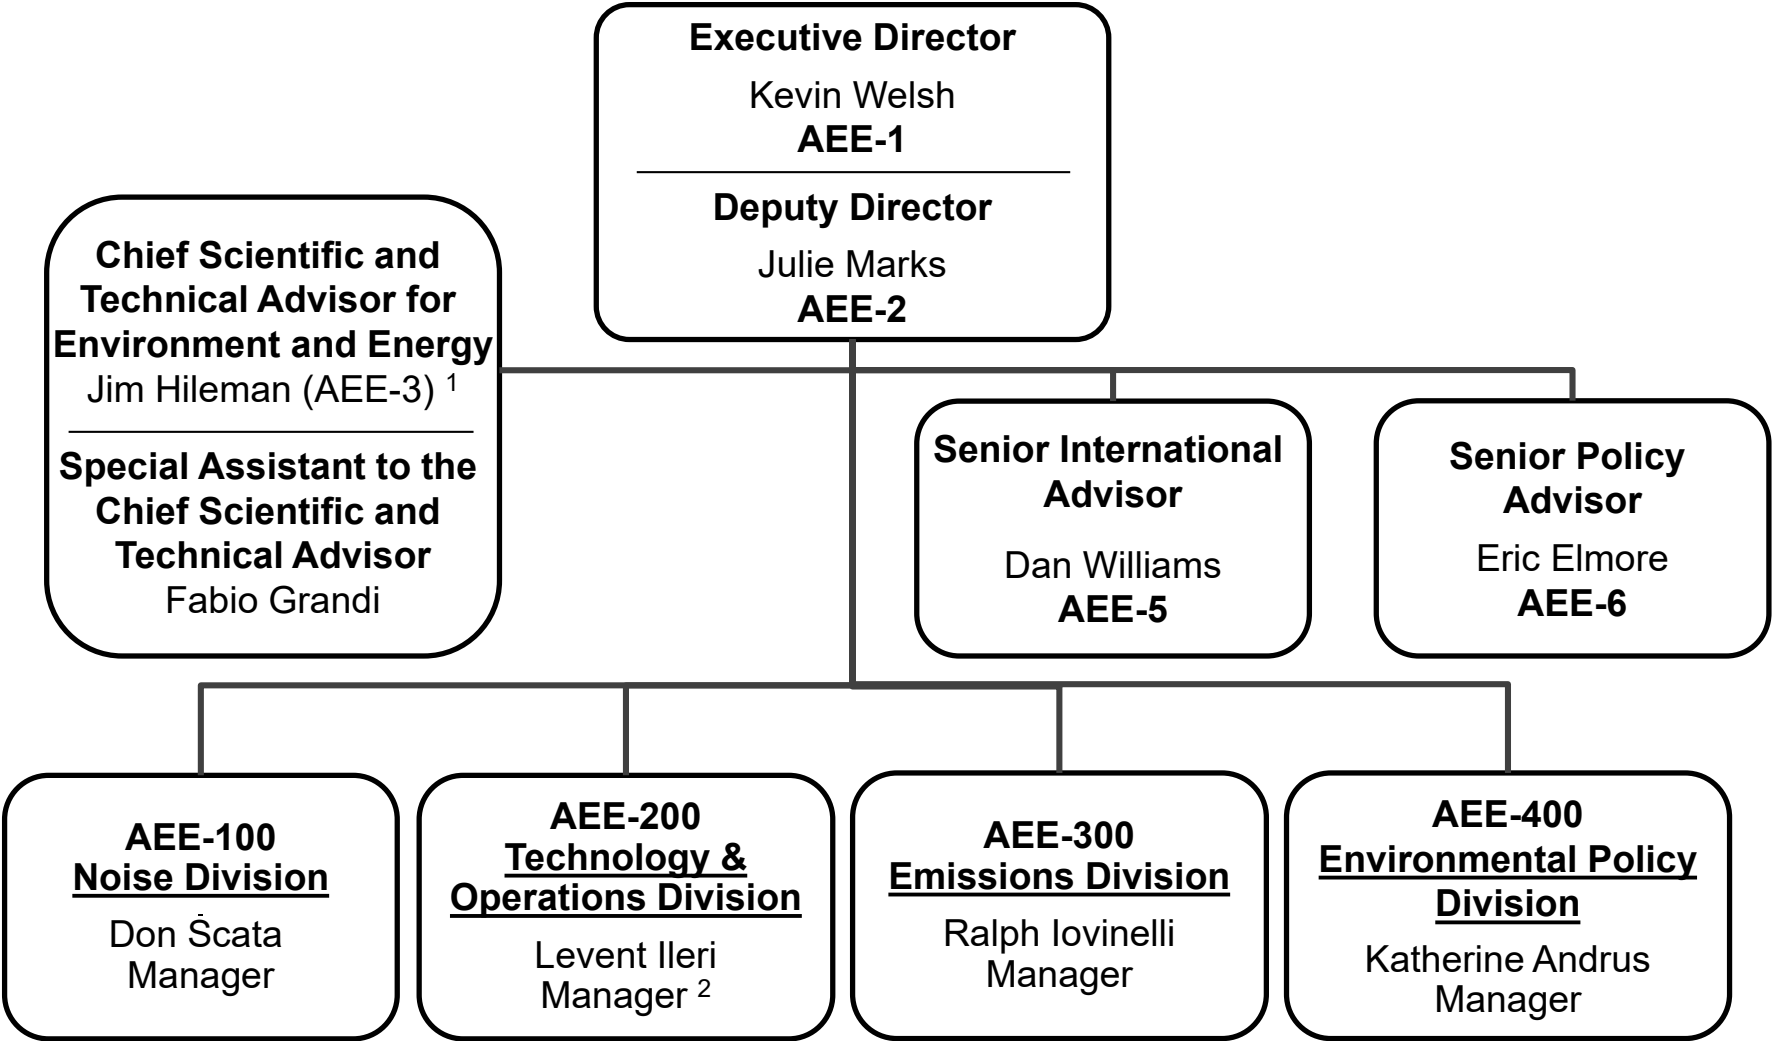 Executive Director
Kevin Welsh
AEE-1
Deputy Director
Julie Marks
AEE-2
Chief Scientific and
Technical Advisor for
Environment and Energy
Jim Hileman (AEE-3) 1
Special Assistant to the
Chief Scientific and
Technical Advisor
Fabio Grandi
Senior International
Advisor
Dan Williams
AEE-5
Senior Policy
Advisor
Eric Elmore
AEE-6
AEE-100
Noise Division
Don Scata
Manager
AEE-200
Technology &
Operations Division
Levent Ileri
Manager 2
AEE-300
Emissions Division
Ralph Iovinelli
Manager
AEE-400
Environmental Policy
Division
Katherine Andrus
Manager